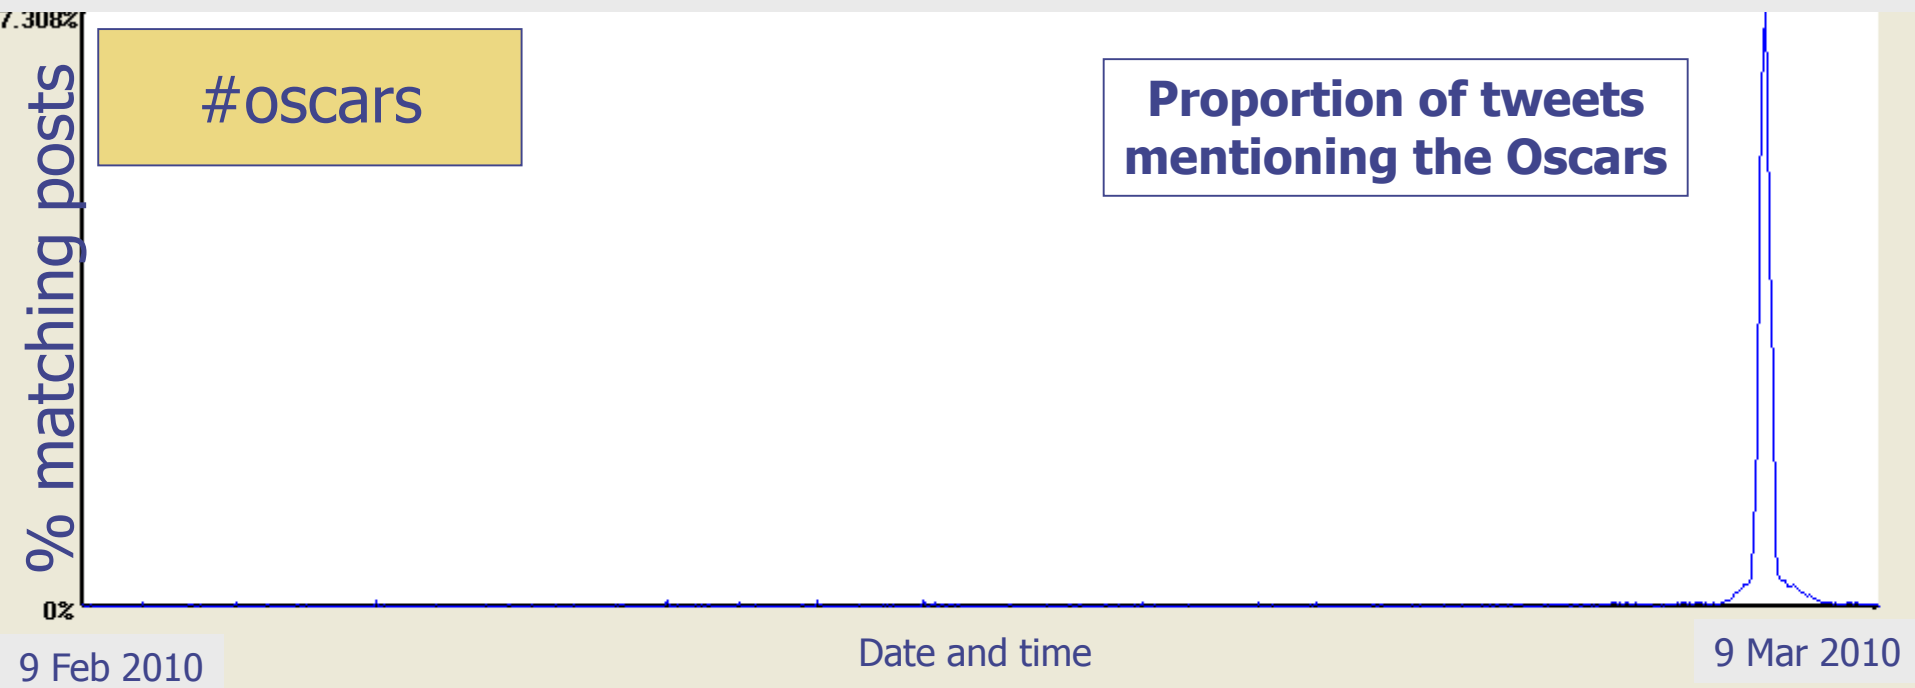 7.308%
#oscars
Proportion of tweets
mentioning the Oscars
% matching posts
0%
9 Feb 2010
Date and time
9 Mar 2010